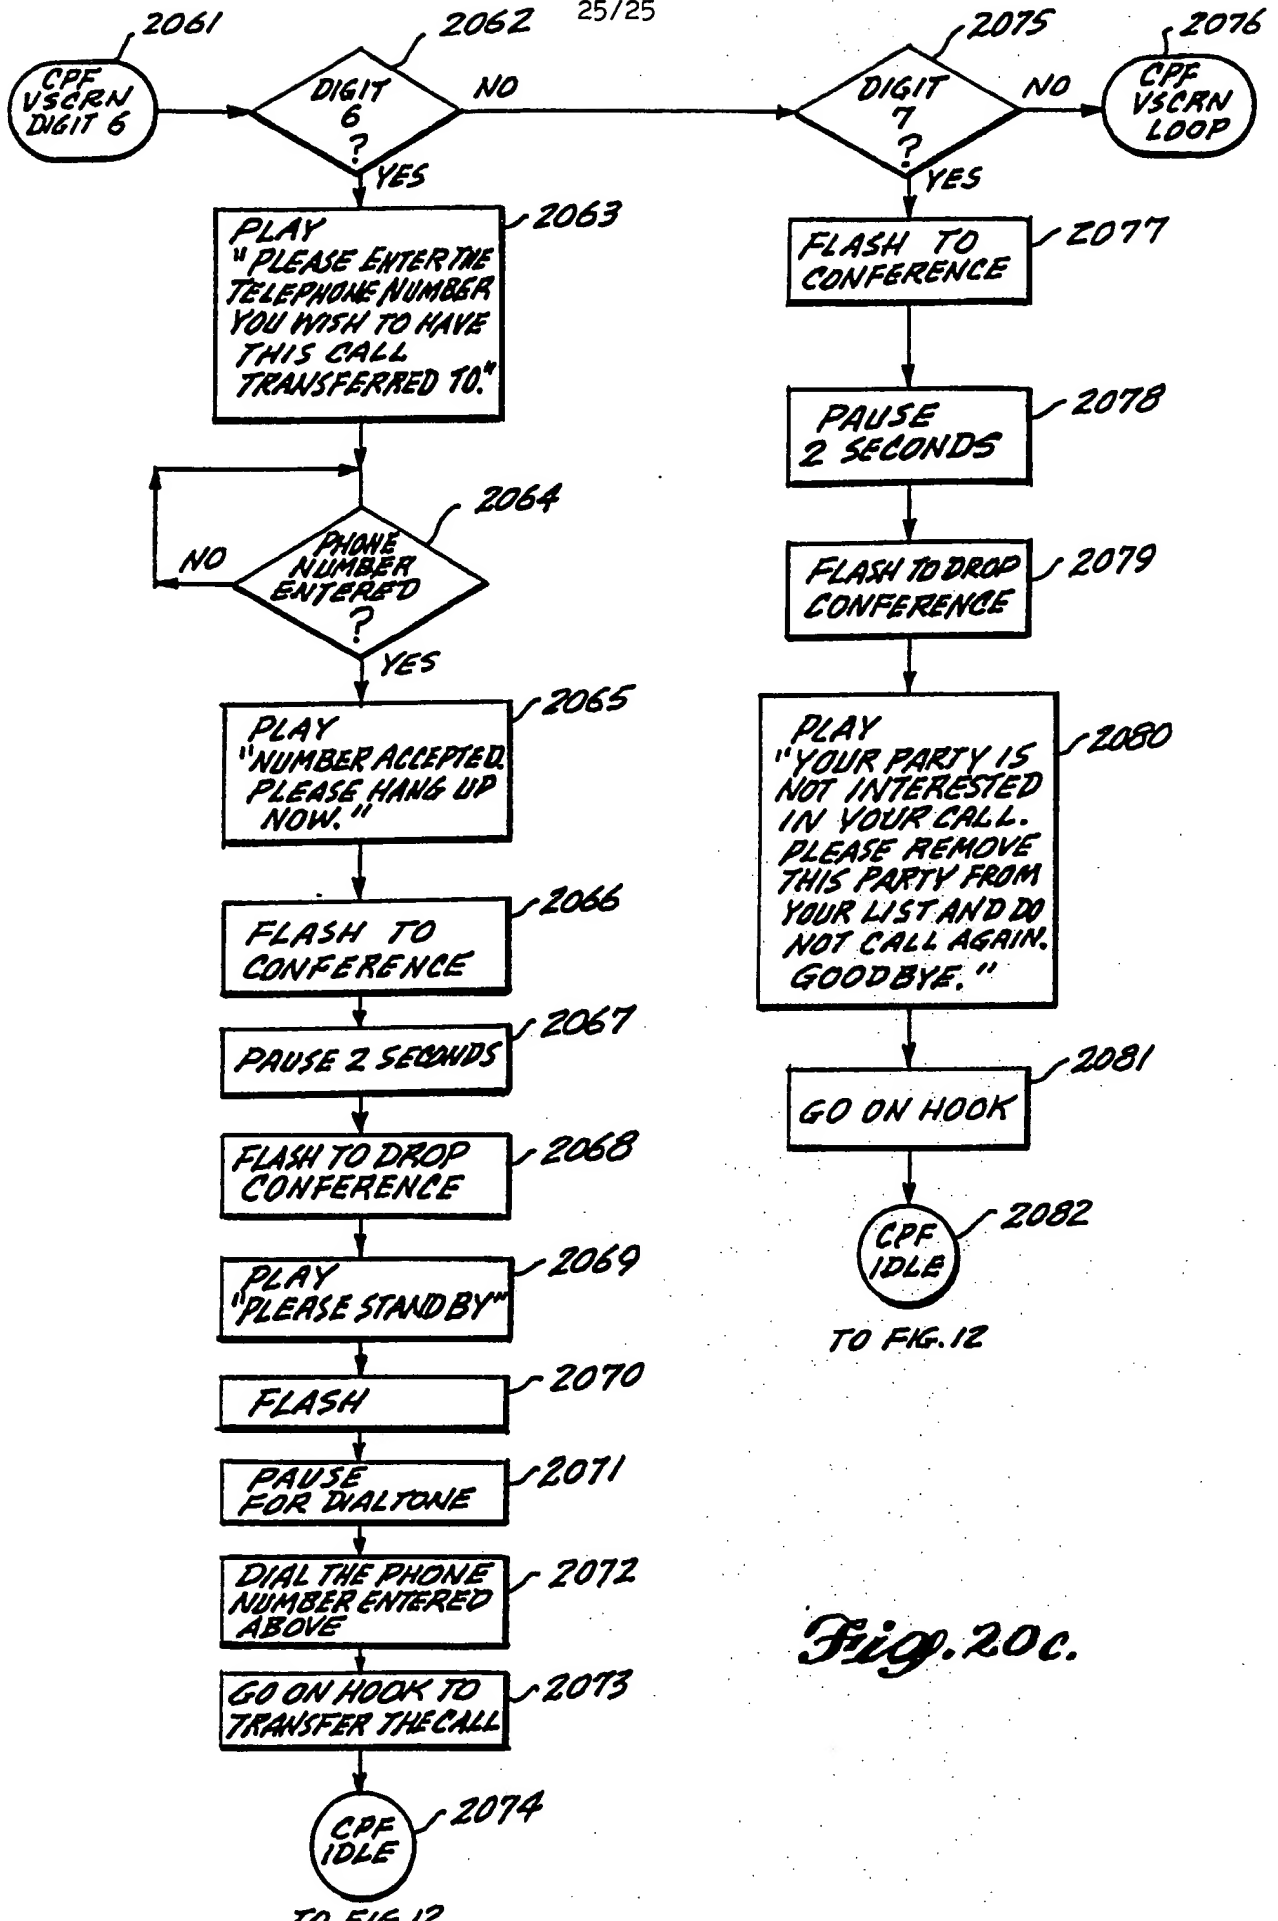 25/25
2061
CPF
VSCRN
DIGIT 6
2062
DIGIT
6
?
NO
YES
2075
DIGIT
7
?
NO
YES
2076
CPF
VSCRN
LOOP
2063
PLAY
"PLEASE ENTER THE
TELEPHONE NUMBER
YOU WISH TO HAVE
THIS CALL
TRANSFERRED TO."
2064
PHONE
NUMBER
ENTERED
?
NO
YES
2065
PLAY
"NUMBER ACCEPTED.
PLEASE HANG UP
NOW."
2066
FLASH TO
CONFERENCE
2067
PAUSE 2 SECONDS
2068
FLASH TO DROP
CONFERENCE
2069
PLAY
"PLEASE STAND BY"
2070
FLASH
2071
PAUSE
FOR DIALTONE
2072
DIAL THE PHONE
NUMBER ENTERED
ABOVE
2073
GO ON HOOK TO
TRANSFER THE CALL
2074
CPF
IDLE
TO FIG. 12
2077
FLASH TO
CONFERENCE
2078
PAUSE
2 SECONDS
2079
FLASH TO DROP
CONFERENCE
2080
PLAY
"YOUR PARTY IS
NOT INTERESTED
IN YOUR CALL.
PLEASE REMOVE
THIS PARTY FROM
YOUR LIST AND DO
NOT CALL AGAIN.
GOODBYE."
2081
GO ON HOOK
2082
CPF
IDLE
TO FIG. 12
Fig. 20c.